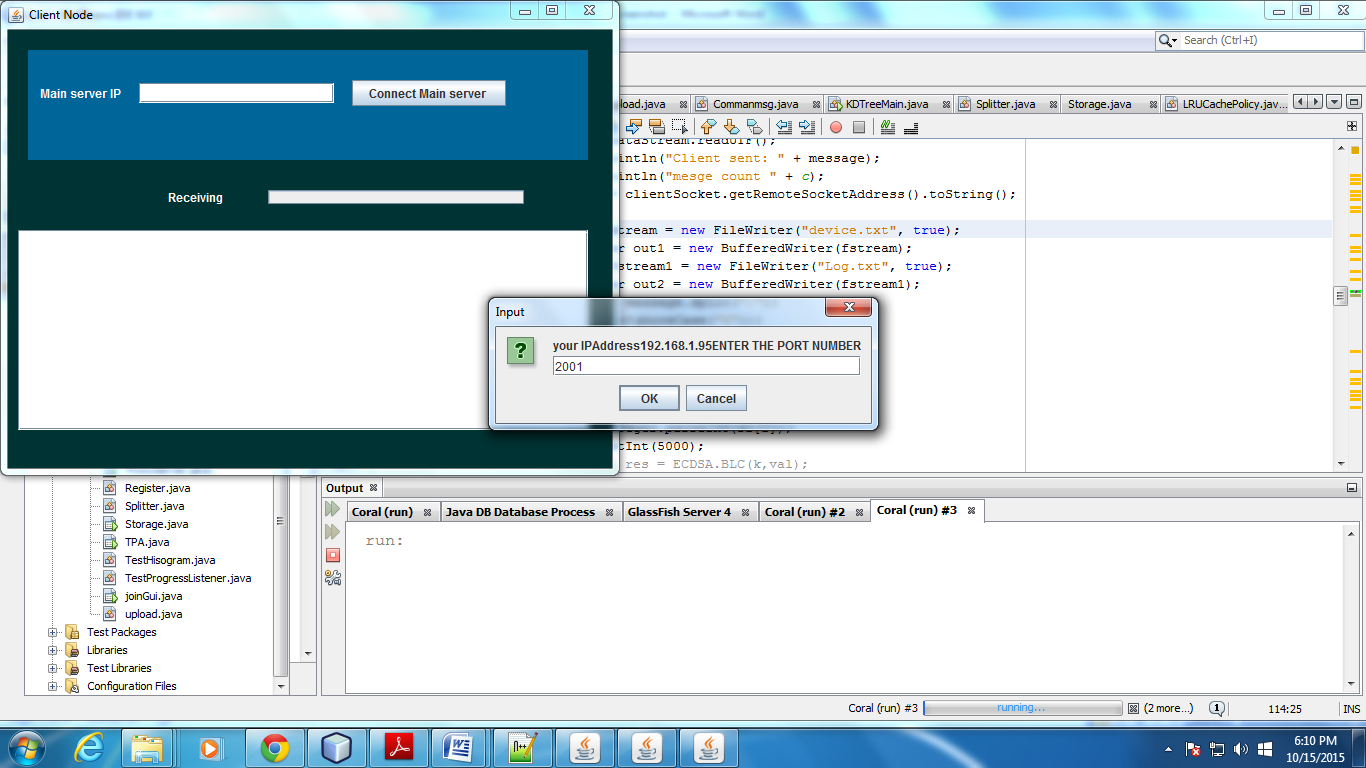 Client Node
Microsoft Word
Search (Ctrl+I)
Main server IP
Connect Main server
Receiving
load.java
Commanmsg.java
KDTreeMain.java
Splitter.java
Storage.java
LRUCachePolicy.jav...
ataStream.readUTF();
intln("Client sent: " + message);
intln("mesge count " + c);
clientSocket.getRemoteSocketAddress().toString();
tream = new FileWriter("device.txt", true);
r out1 = new BufferedWriter(fstream);
stream1 = new FileWriter("Log.txt", true);
r out2 = new BufferedWriter(fstream1);
Input
your IPAddress192.168.1.95ENTER THE PORT NUMBER
2001
OK
Cancel
tInt(5000);
res = ECDSA.BLC(k,val);
Register.java
Splitter.java
Storage.java
TPA.java
TestHisogram.java
TestProgressListener.java
joinGui.java
upload.java
Test Packages
Libraries
Test Libraries
Configuration Files
Output
Coral (run)
Java DB Database Process
GlassFish Server 4
Coral (run) #2
Coral (run) #3
run:
Coral (run) #3
running...
(2 more...)
1
114:25
INS
6:10 PM
10/15/2015